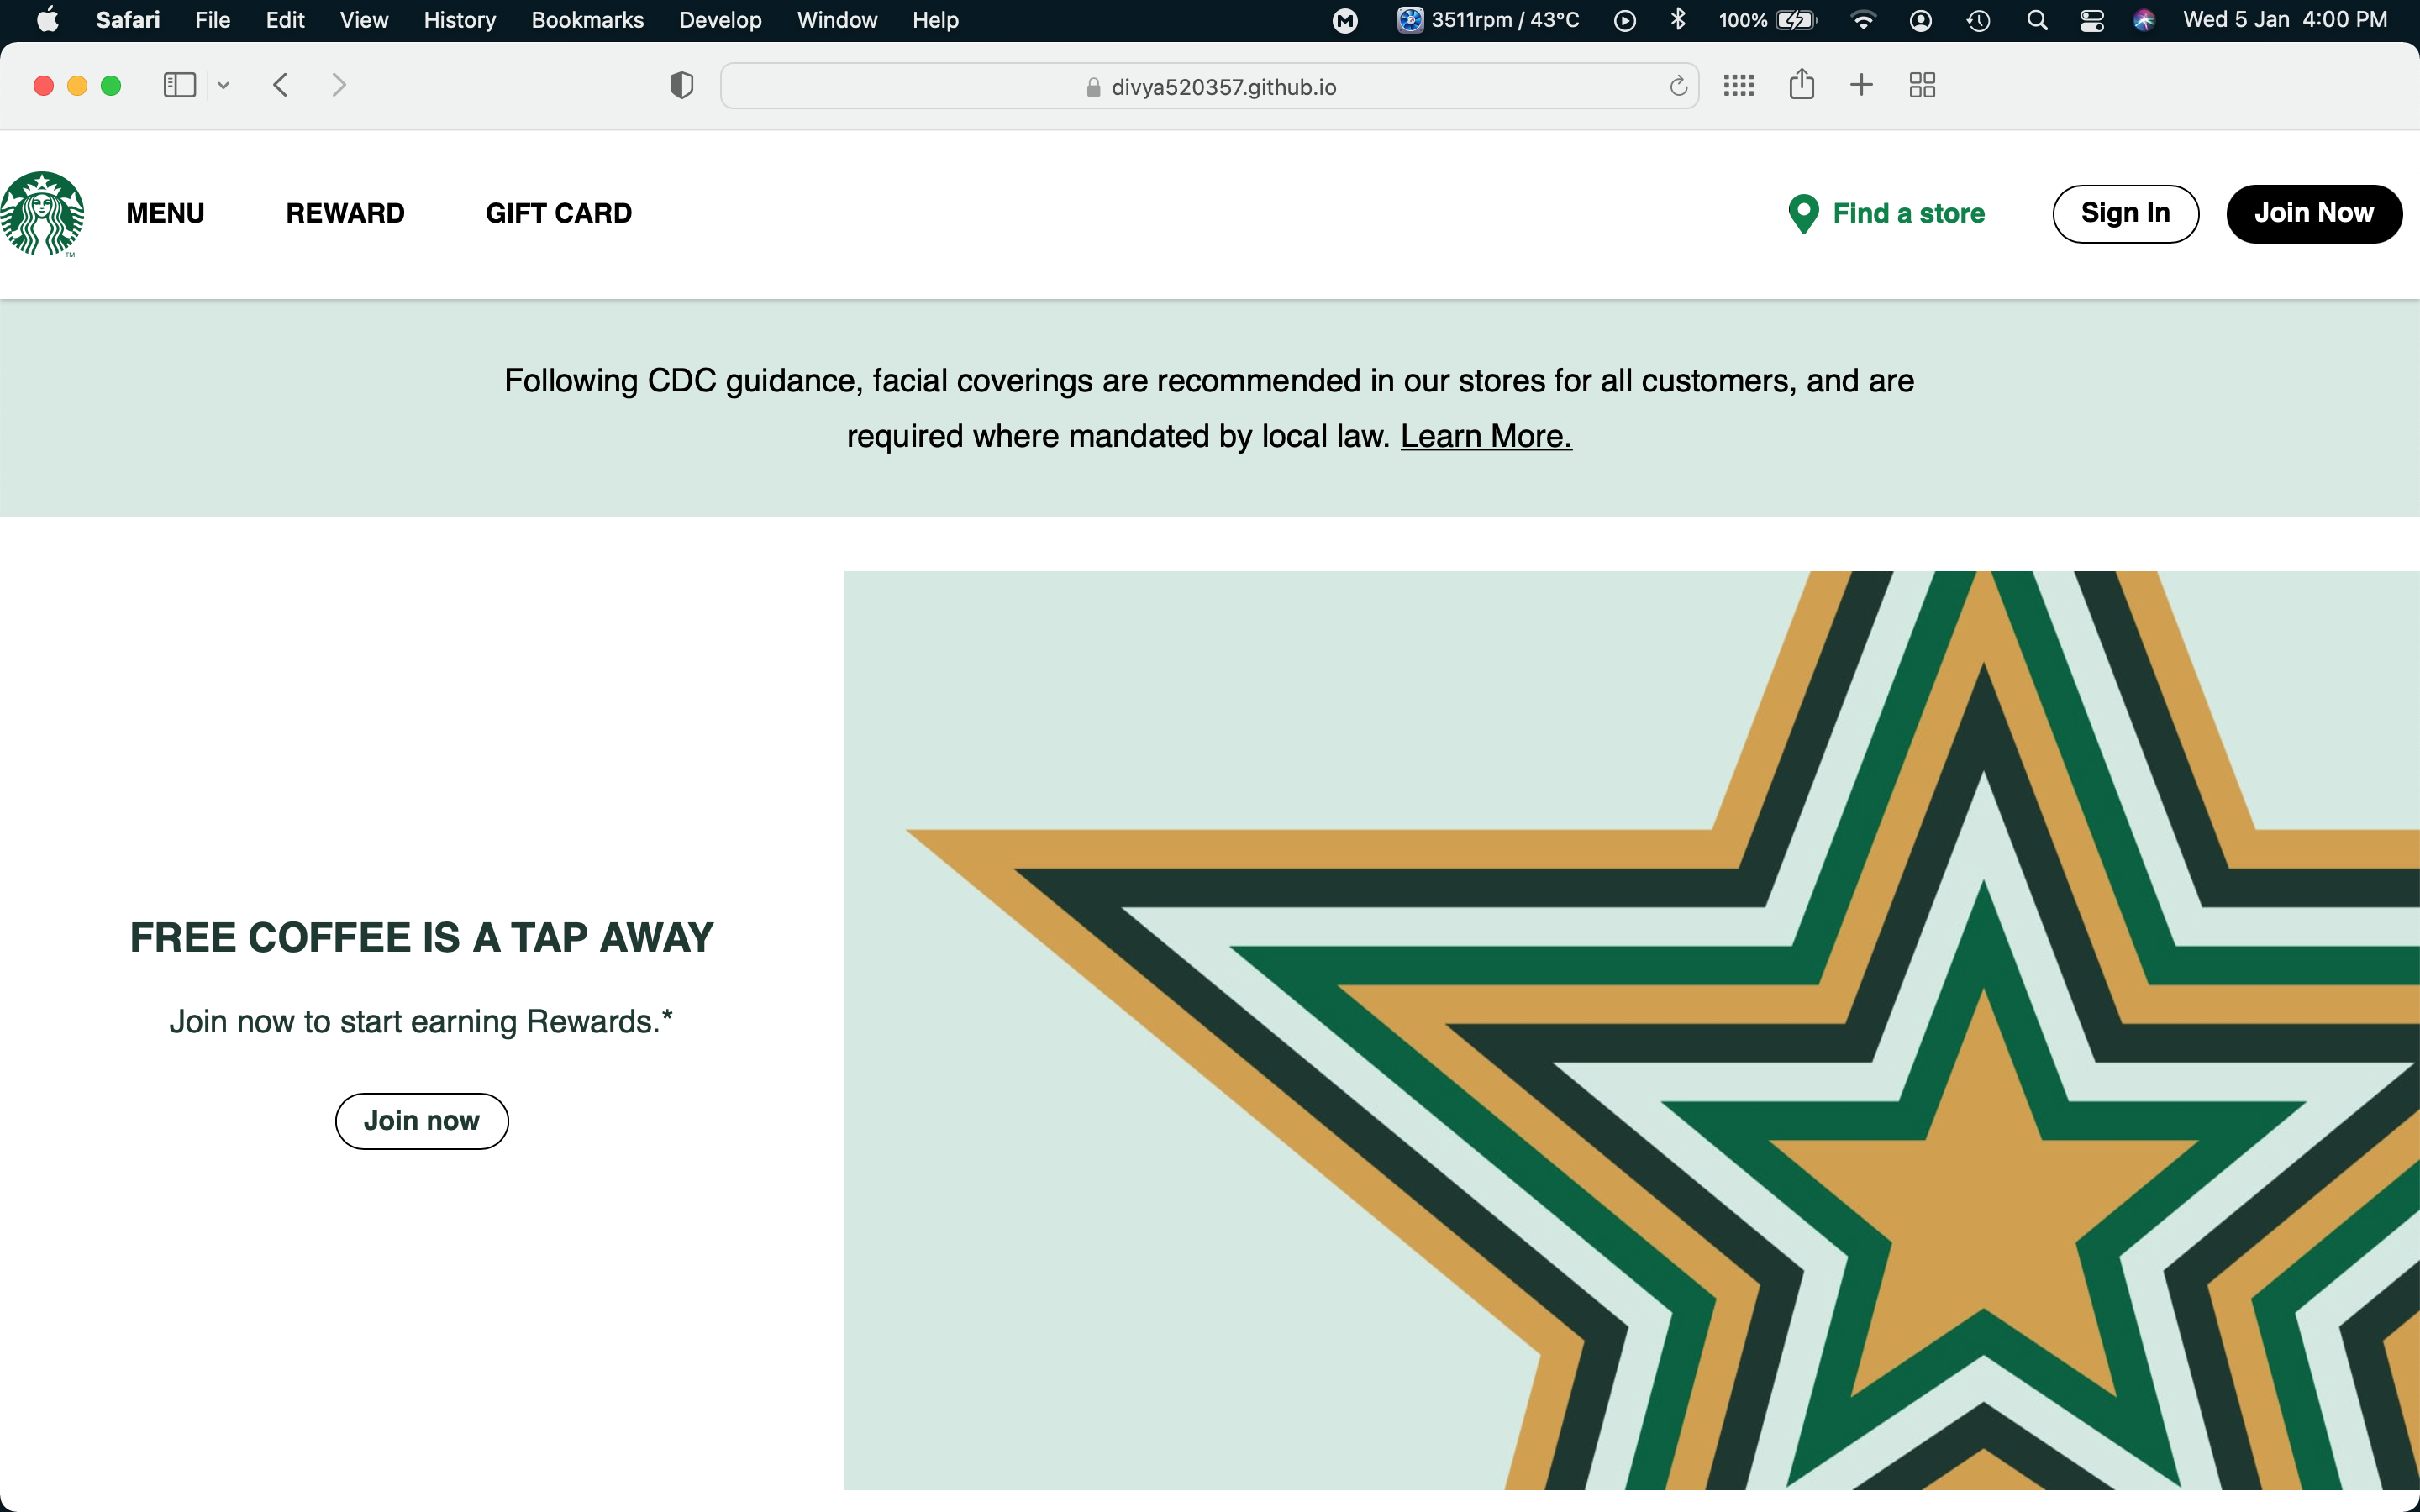 Safari File Edit View History Bookmarks Develop Window Help 3511rpm / 43°C 100% Wed 5 Jan 4:00 PM
divya520357.github.io
MENU REWARD GIFT CARD Find a store Sign In Join Now
TM
Following CDC guidance, facial coverings are recommended in our stores for all customers, and are
required where mandated by local law. Learn More.
FREE COFFEE IS A TAP AWAY
Join now to start earning Rewards.*
Join now